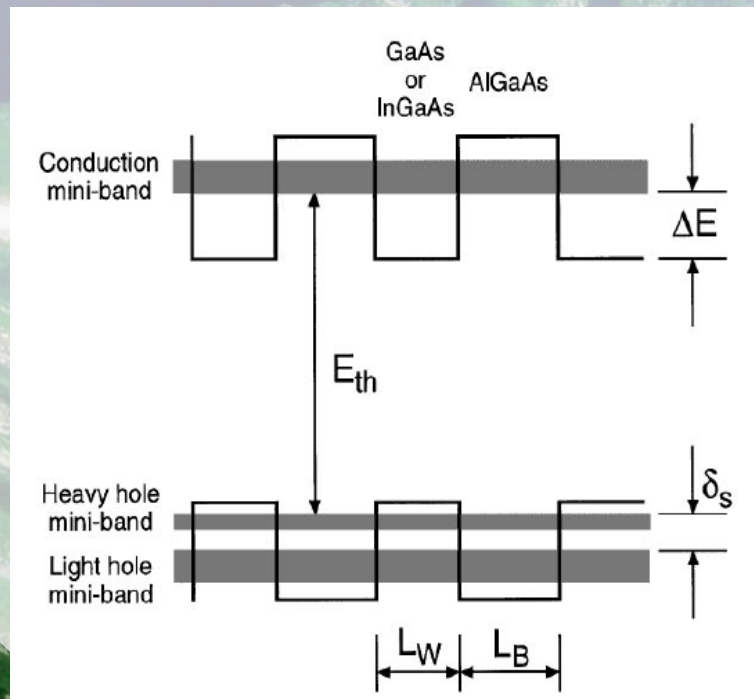 GaAs
or
InGaAs
AlGaAs
Conduction
mini-band
ΔE
E_th
Heavy hole
mini-band
δ_s
Light hole
mini-band
L_W
L_B